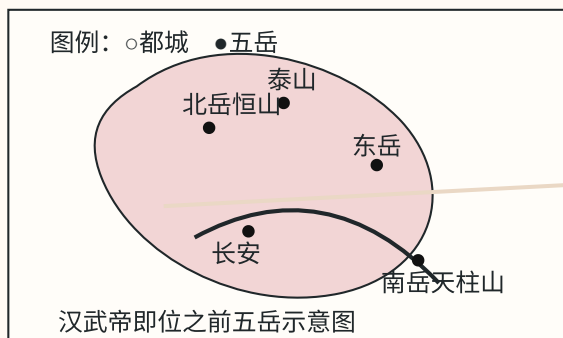 图例：○都城 ●五岳
泰山
北岳恒山
东岳
长安
南岳天柱山
汉武帝即位之前五岳示意图